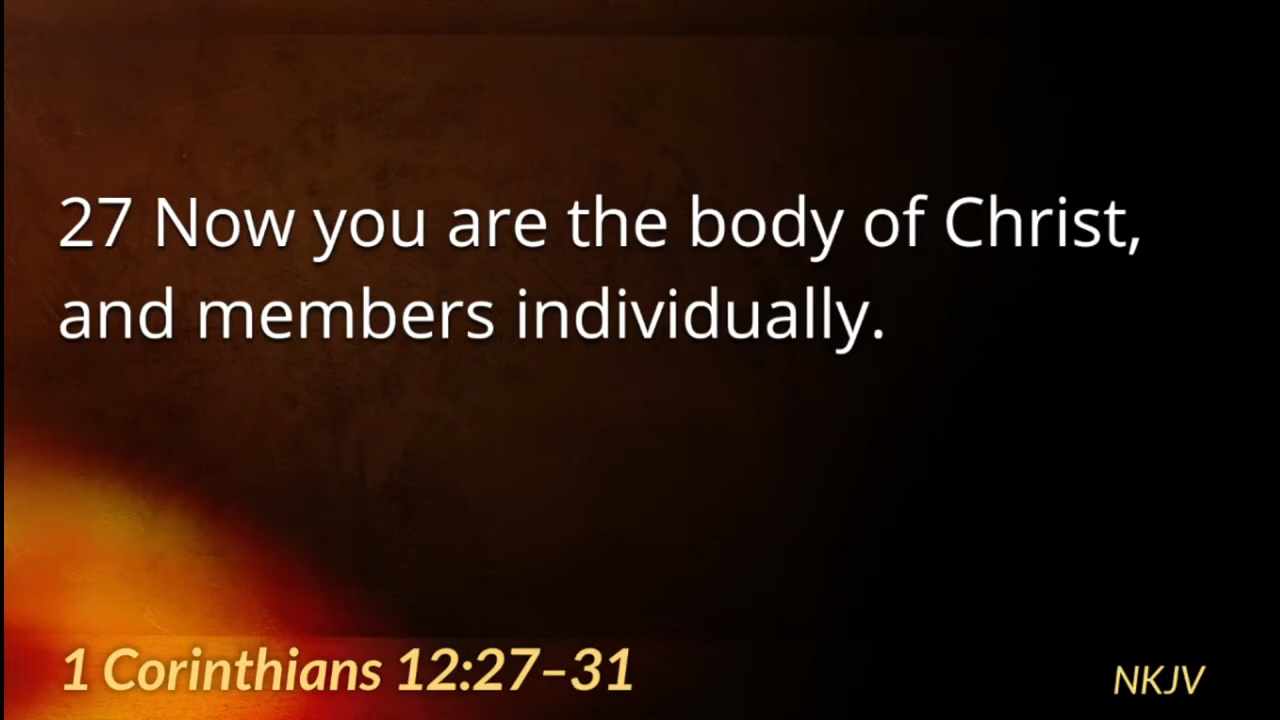 27 Now you are the body of Christ,
and members individually.
1 Corinthians 12:27–31
NKJV